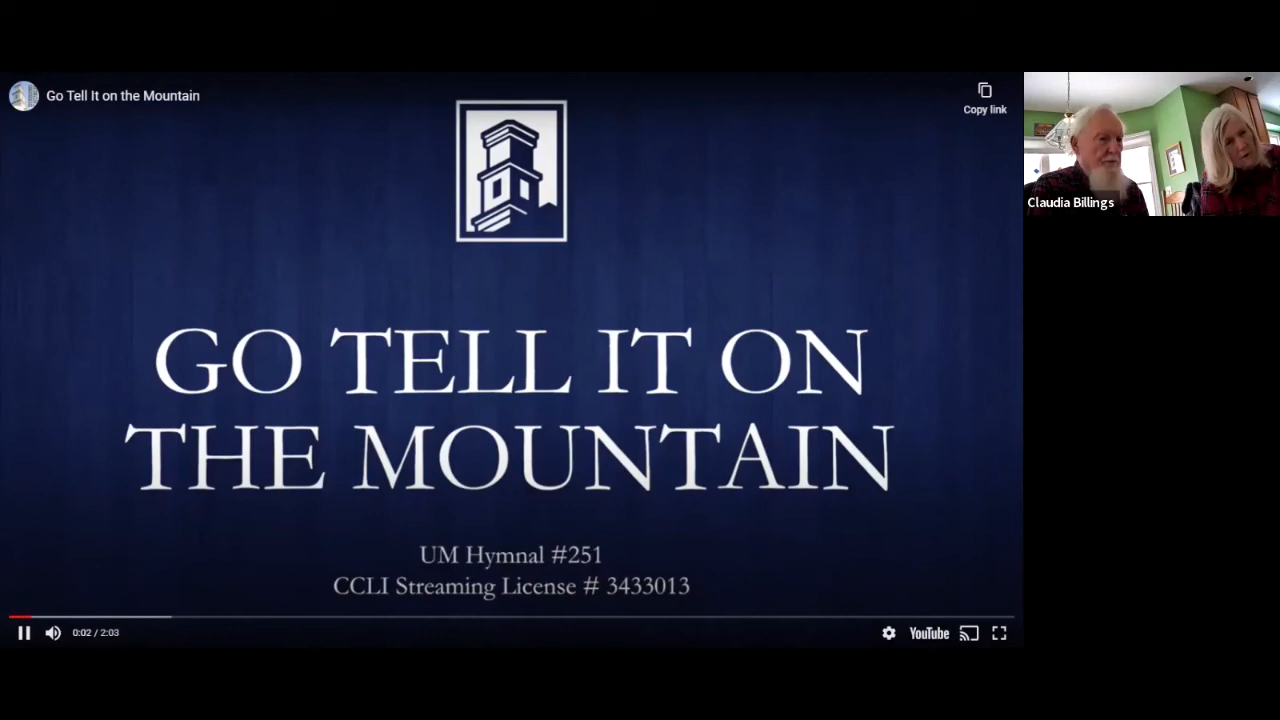 Go Tell It on the Mountain
Copy link
Claudia Billings
GO TELL IT ON
THE MOUNTAIN
UM Hymnal #251
CCLI Streaming License # 3433013
0:02 / 2:03
YouTube